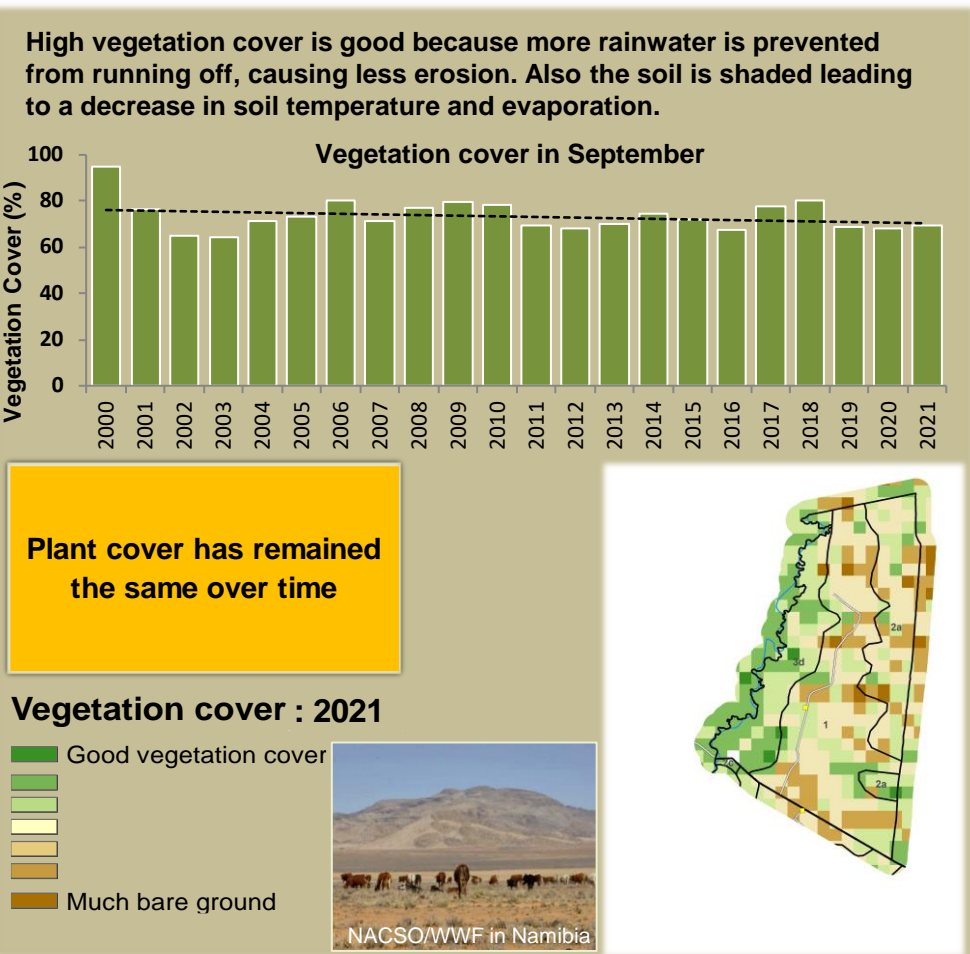 High vegetation cover is good because more rainwater is prevented
from running off, causing less erosion. Also the soil is shaded leading
to a decrease in soil temperature and evaporation.
Vegetation cover in September
Vegetation Cover (%)
100
80
60
40
20
0
2000 2001 2002 2003 2004 2005 2006 2007 2008 2009 2010 2011 2012 2013 2014 2015 2016 2017 2018 2019 2020 2021
Plant cover has remained
the same over time
2a
3d
1
2a
Vegetation cover : 2021
Good vegetation cover
Much bare ground
NACSO/WWF in Namibia